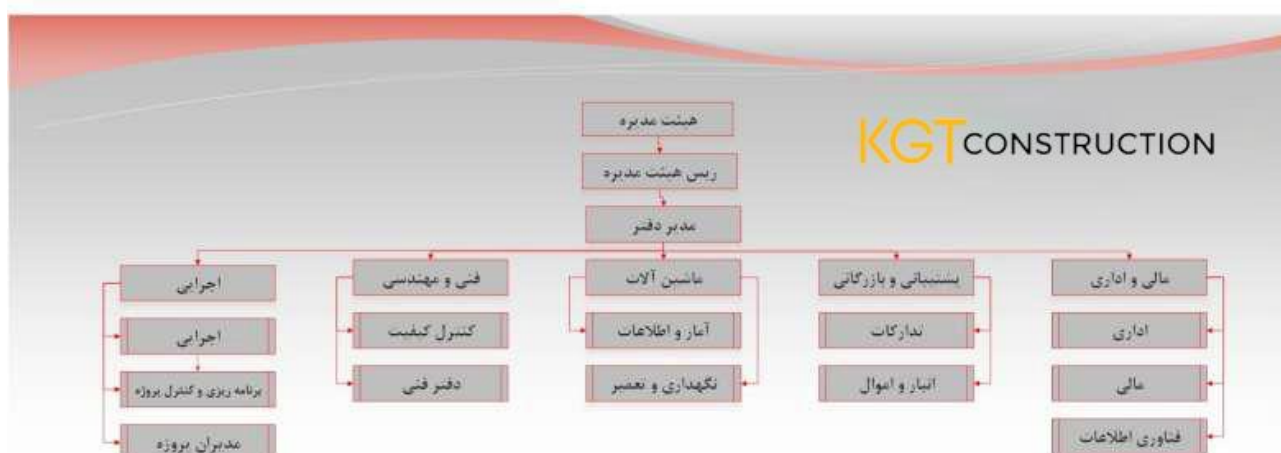 هیئت مدیره
KGT CONSTRUCTION
رییس هیئت مدیره
مدیر دفتر
مالی و اداری
پشتیبانی و بازرگانی
ماشین آلات
فنی و مهندسی
اجرایی
اداری
تدارکات
آمار و اطلاعات
کنترل کیفیت
اجرایی
مالی
انبار و اموال
نگهداری و تعمیر
دفتر فنی
برنامه ریزی و کنترل پروژه
فناوری اطلاعات
مدیران پروژه